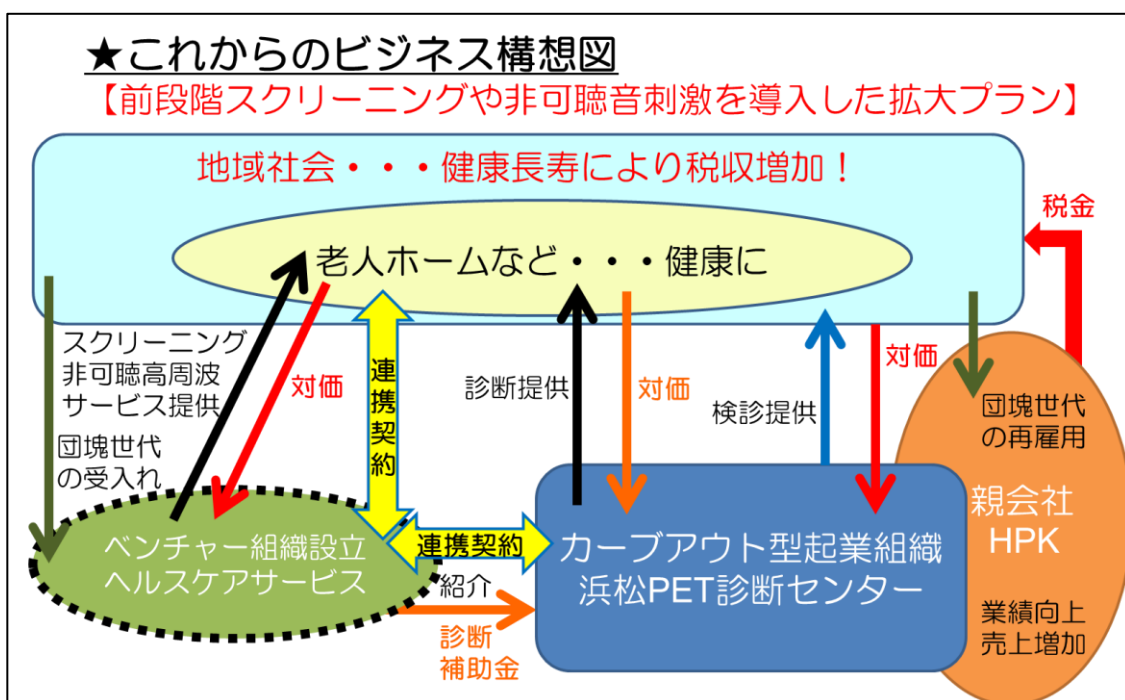 ★これからのビジネス構想図
【前段階スクリーニングや非可聴音刺激を導入した拡大プラン】
地域社会・・・健康長寿により税収増加！
税金
老人ホームなど・・・健康に
スクリーニング
非可聴高周波
サービス提供
対価
連携契約
診断提供
対価
検診提供
対価
団塊世代
の再雇用
団塊世代
の受入れ
親会社
HPK
ベンチャー組織設立
ヘルスケアサービス
連携契約
カーブアウト型起業組織
浜松PET診断センター
紹介
診断
補助金
業績向上
売上増加